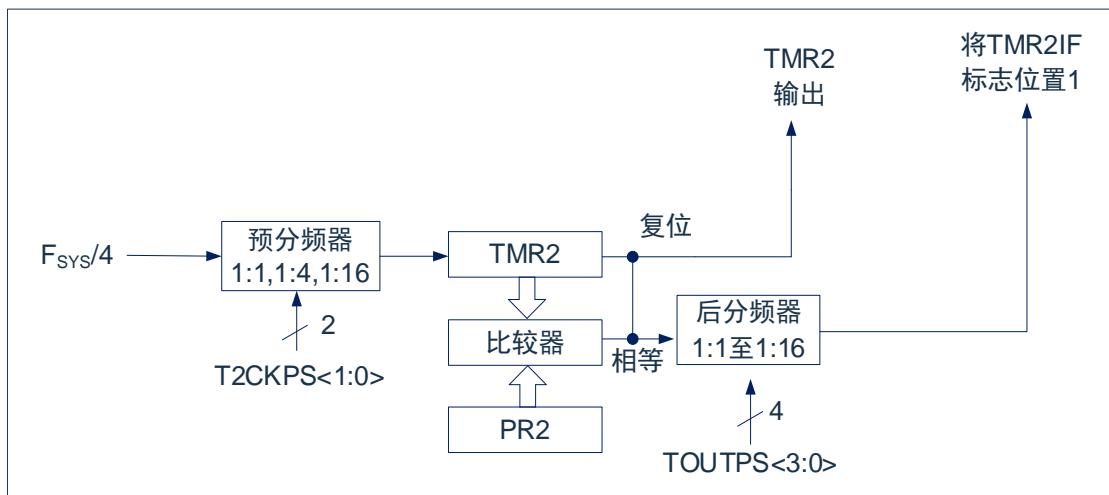 将TMR2IF
标志位置1
TMR2
输出
复位
F_SYS/4
预分频器
1:1,1:4,1:16
TMR2
2
比较器
相等
后分频器
1:1至1:16
T2CKPS<1:0>
PR2
4
TOUTPS<3:0>